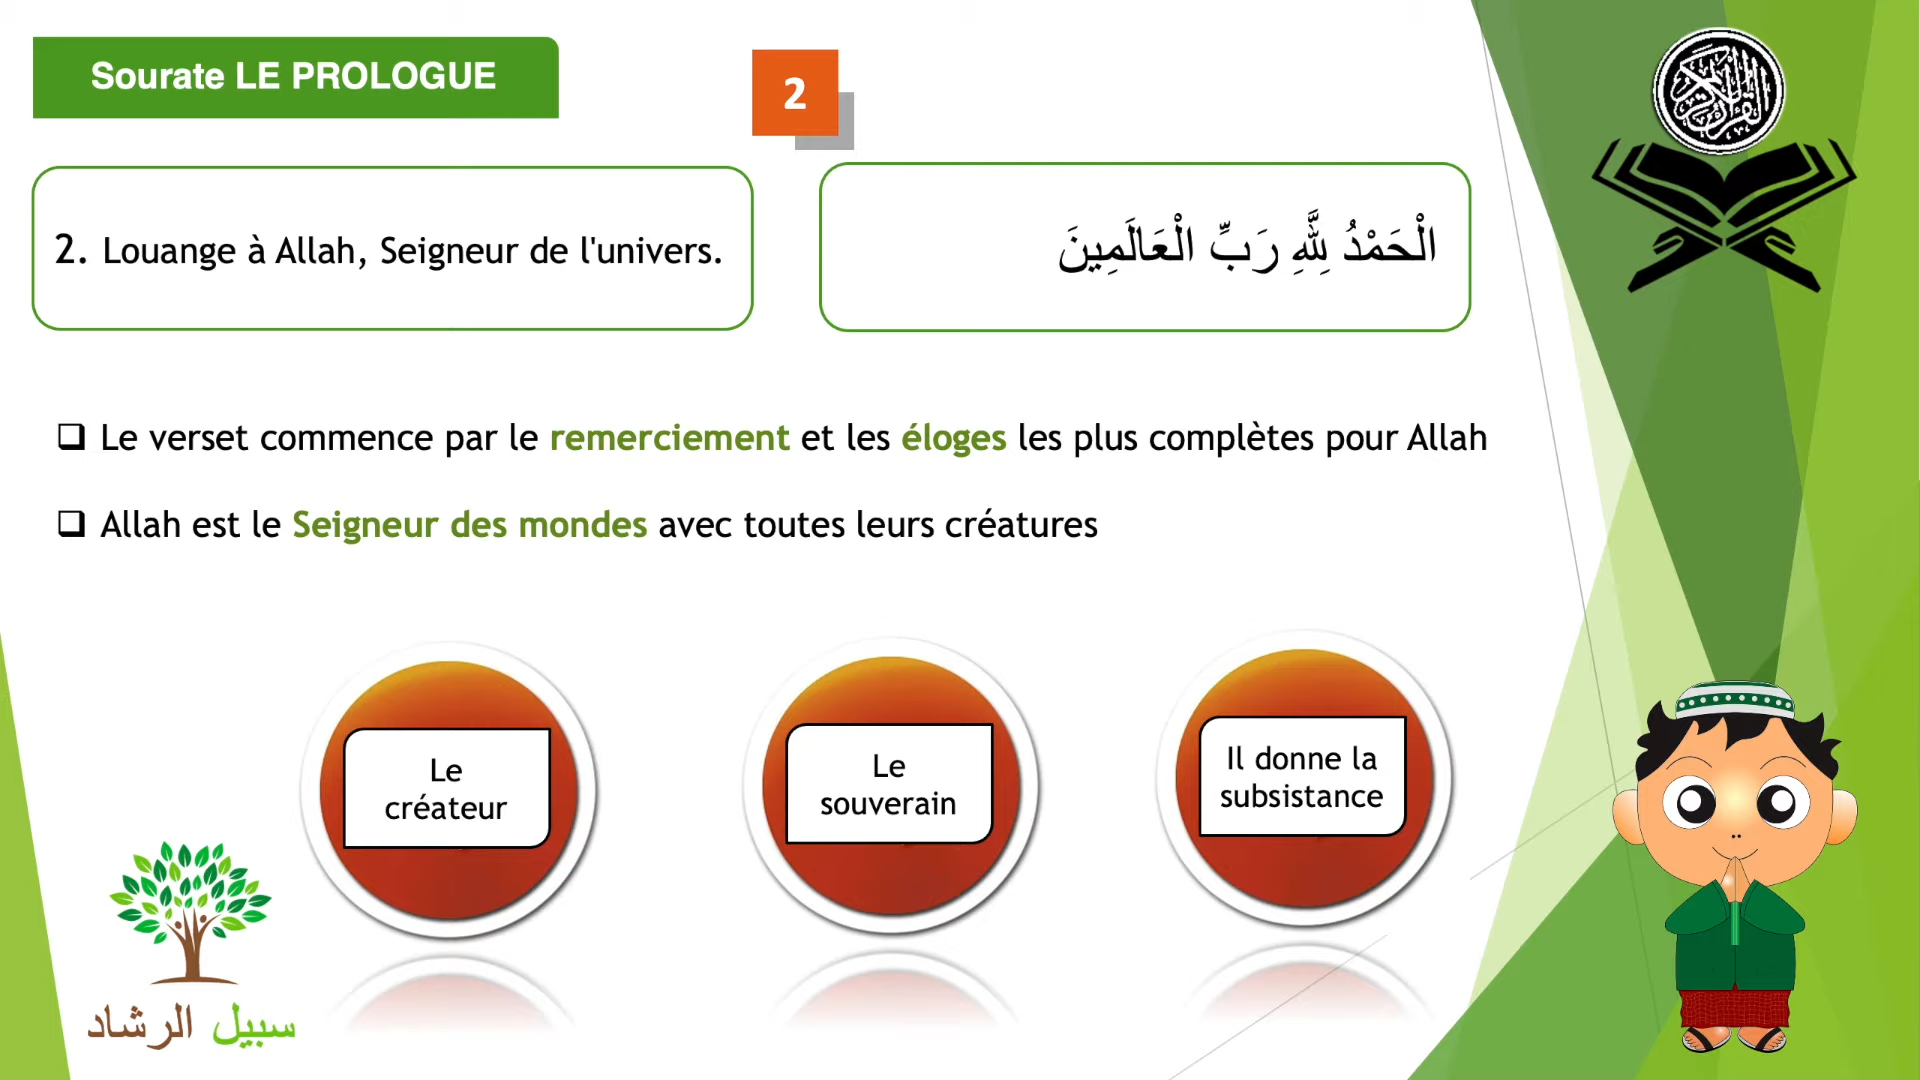 Sourate LE PROLOGUE
2
2. Louange à Allah, Seigneur de l'univers.
الْحَمْدُ لِلَّهِ رَبِّ الْعَالَمِينَ
❑ Le verset commence par le remerciement et les éloges les plus complètes pour Allah
❑ Allah est le Seigneur des mondes avec toutes leurs créatures
Le
créateur
Le
souverain
Il donne la
subsistance
سبيل الرشاد
القرآن الكريم